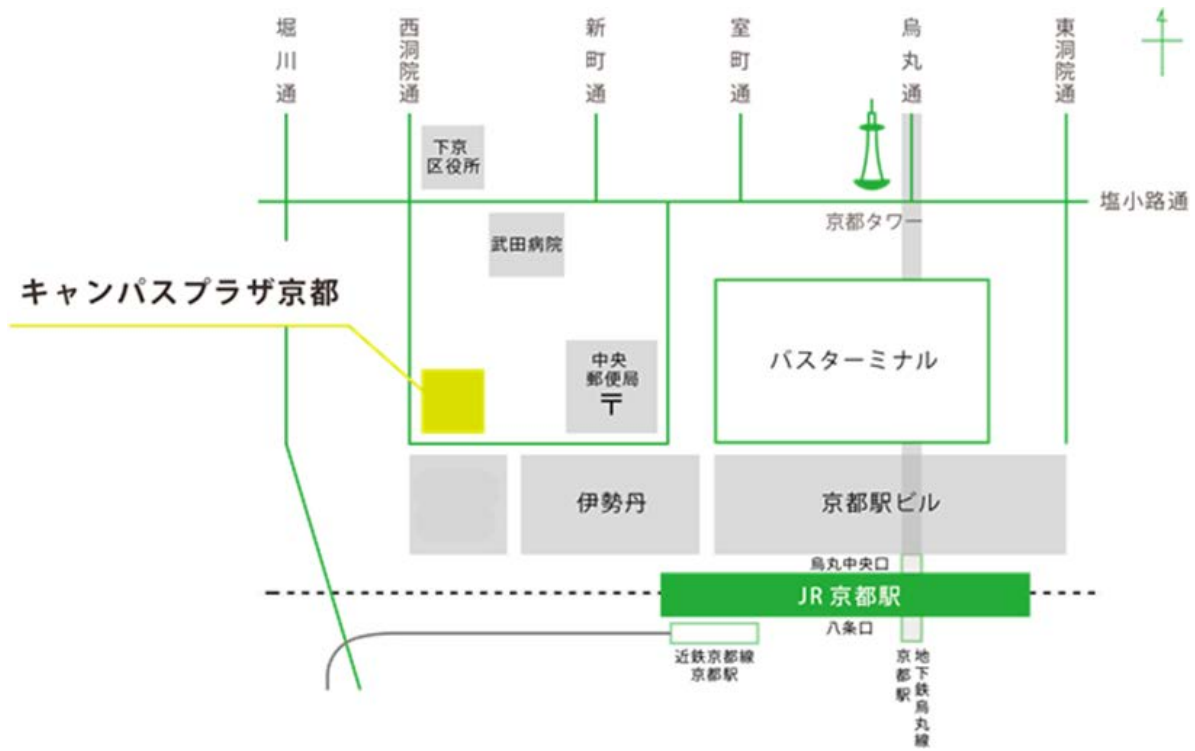 堀川通
西洞院通
新町通
室町通
烏丸通
東洞院通
4
下京
区役所
塩小路通
京都タワー
武田病院
キャンパスプラザ京都
中央
郵便局
〒
バスターミナル
伊勢丹
京都駅ビル
烏丸中央口
JR 京都駅
八条口
近鉄京都線
京都駅
地下鉄烏丸線
京都駅